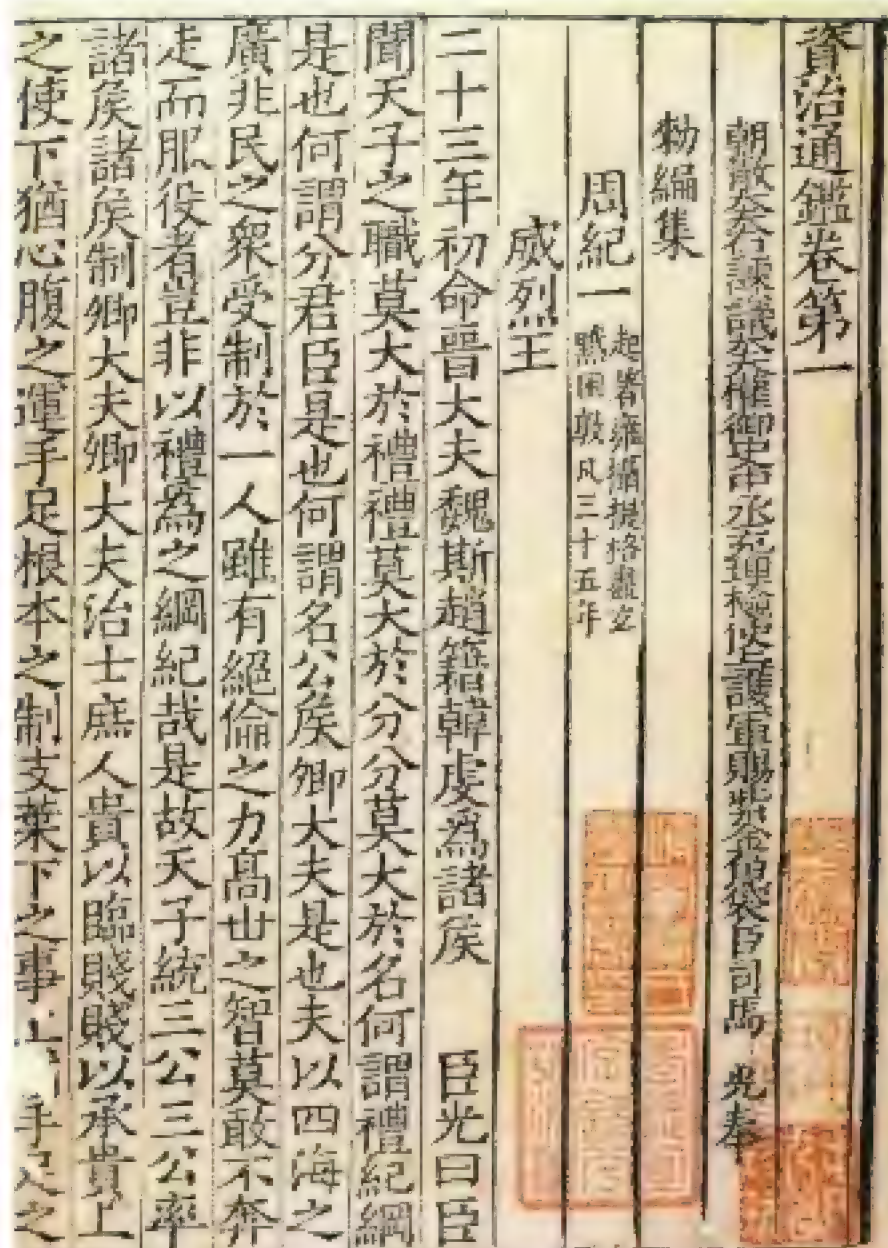 資治通鑑卷第一
朝散大夫右諫議大夫權御史中丞充理檢使上護軍賜紫金魚袋臣司馬 光奉
勑編集
周紀一 起著雍攝提格盡玄
黓困敦凡三十五年
威烈王
二十三年初命晉大夫魏斯趙籍韓虔爲諸侯 臣光曰臣
聞天子之職莫大於禮禮莫大於分分莫大於名何謂禮紀綱
是也何謂分君臣是也何謂名公侯卿大夫是也夫以四海之
廣兆民之衆受制於一人雖有絕倫之力高世之智莫敢不奔
走而服役者豈非以禮爲之綱紀哉是故天子統三公三公率
諸侯諸侯制卿大夫卿大夫治士庶人貴以臨賤賤以承貴上
之使下猶心腹之運手足根本之制支葉下之事上 手足之